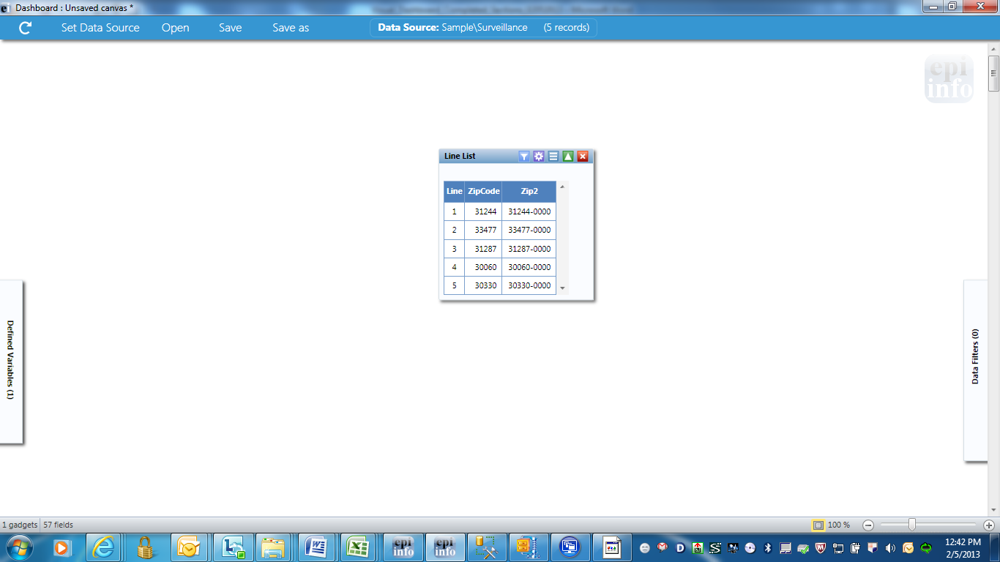 Dashboard : Unsaved canvas *
Set Data Source Open Save Save as Data Source: Sample\Surveillance (5 records)
epi info
Line List
Line ZipCode Zip2
1 31244 31244-0000
2 33477 33477-0000
3 31287 31287-0000
4 30060 30060-0000
5 30330 30330-0000
Defined Variables (1)
Data Filters (0)
1 gadgets 57 fields
100 %
epi info
epi info
12:42 PM
2/5/2013